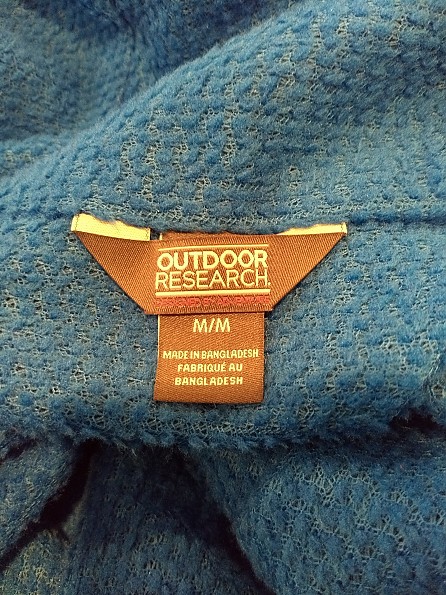 OUTDOOR
RESEARCH.
M/M
MADE IN BANGLADESH
FABRIQUÉ AU
BANGLADESH